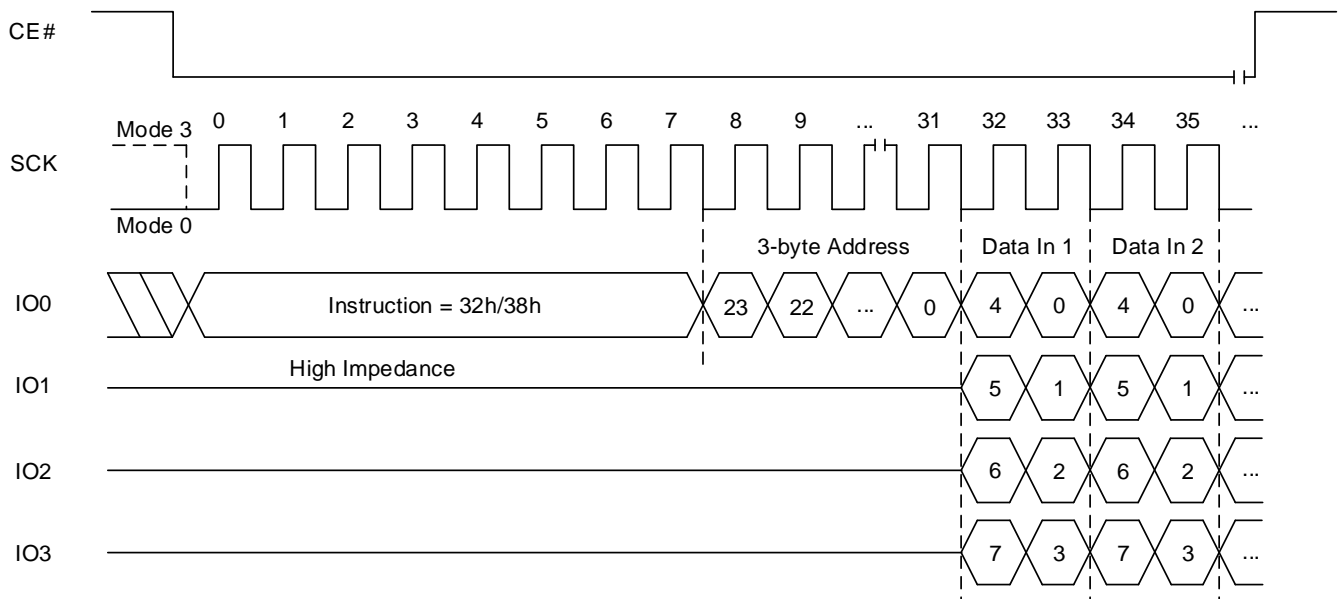 CE#
Mode 3 0 1 2 3 4 5 6 7 8 9 ... 31 32 33 34 35 ...
SCK
Mode 0
3-byte Address Data In 1 Data In 2
IO0 Instruction = 32h/38h 23 22 ... 0 4 0 4 0 ...
High Impedance
IO1 5 1 5 1 ...
IO2 6 2 6 2 ...
IO3 7 3 7 3 ...